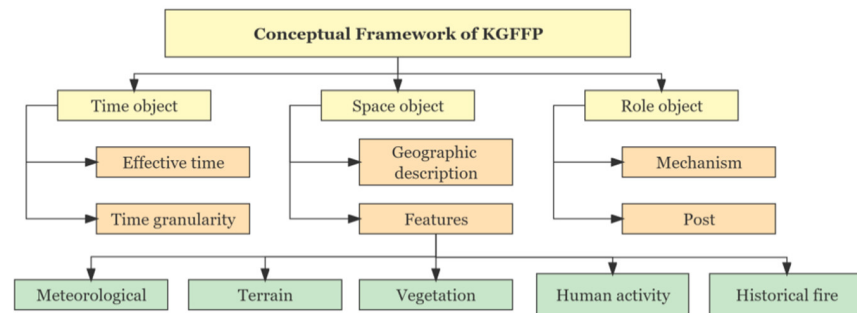 Conceptual Framework of KGFFP
Time object
Space object
Role object
Effective time
Geographic
description
Mechanism
Time granularity
Features
Post
Meteorological
Terrain
Vegetation
Human activity
Historical fire